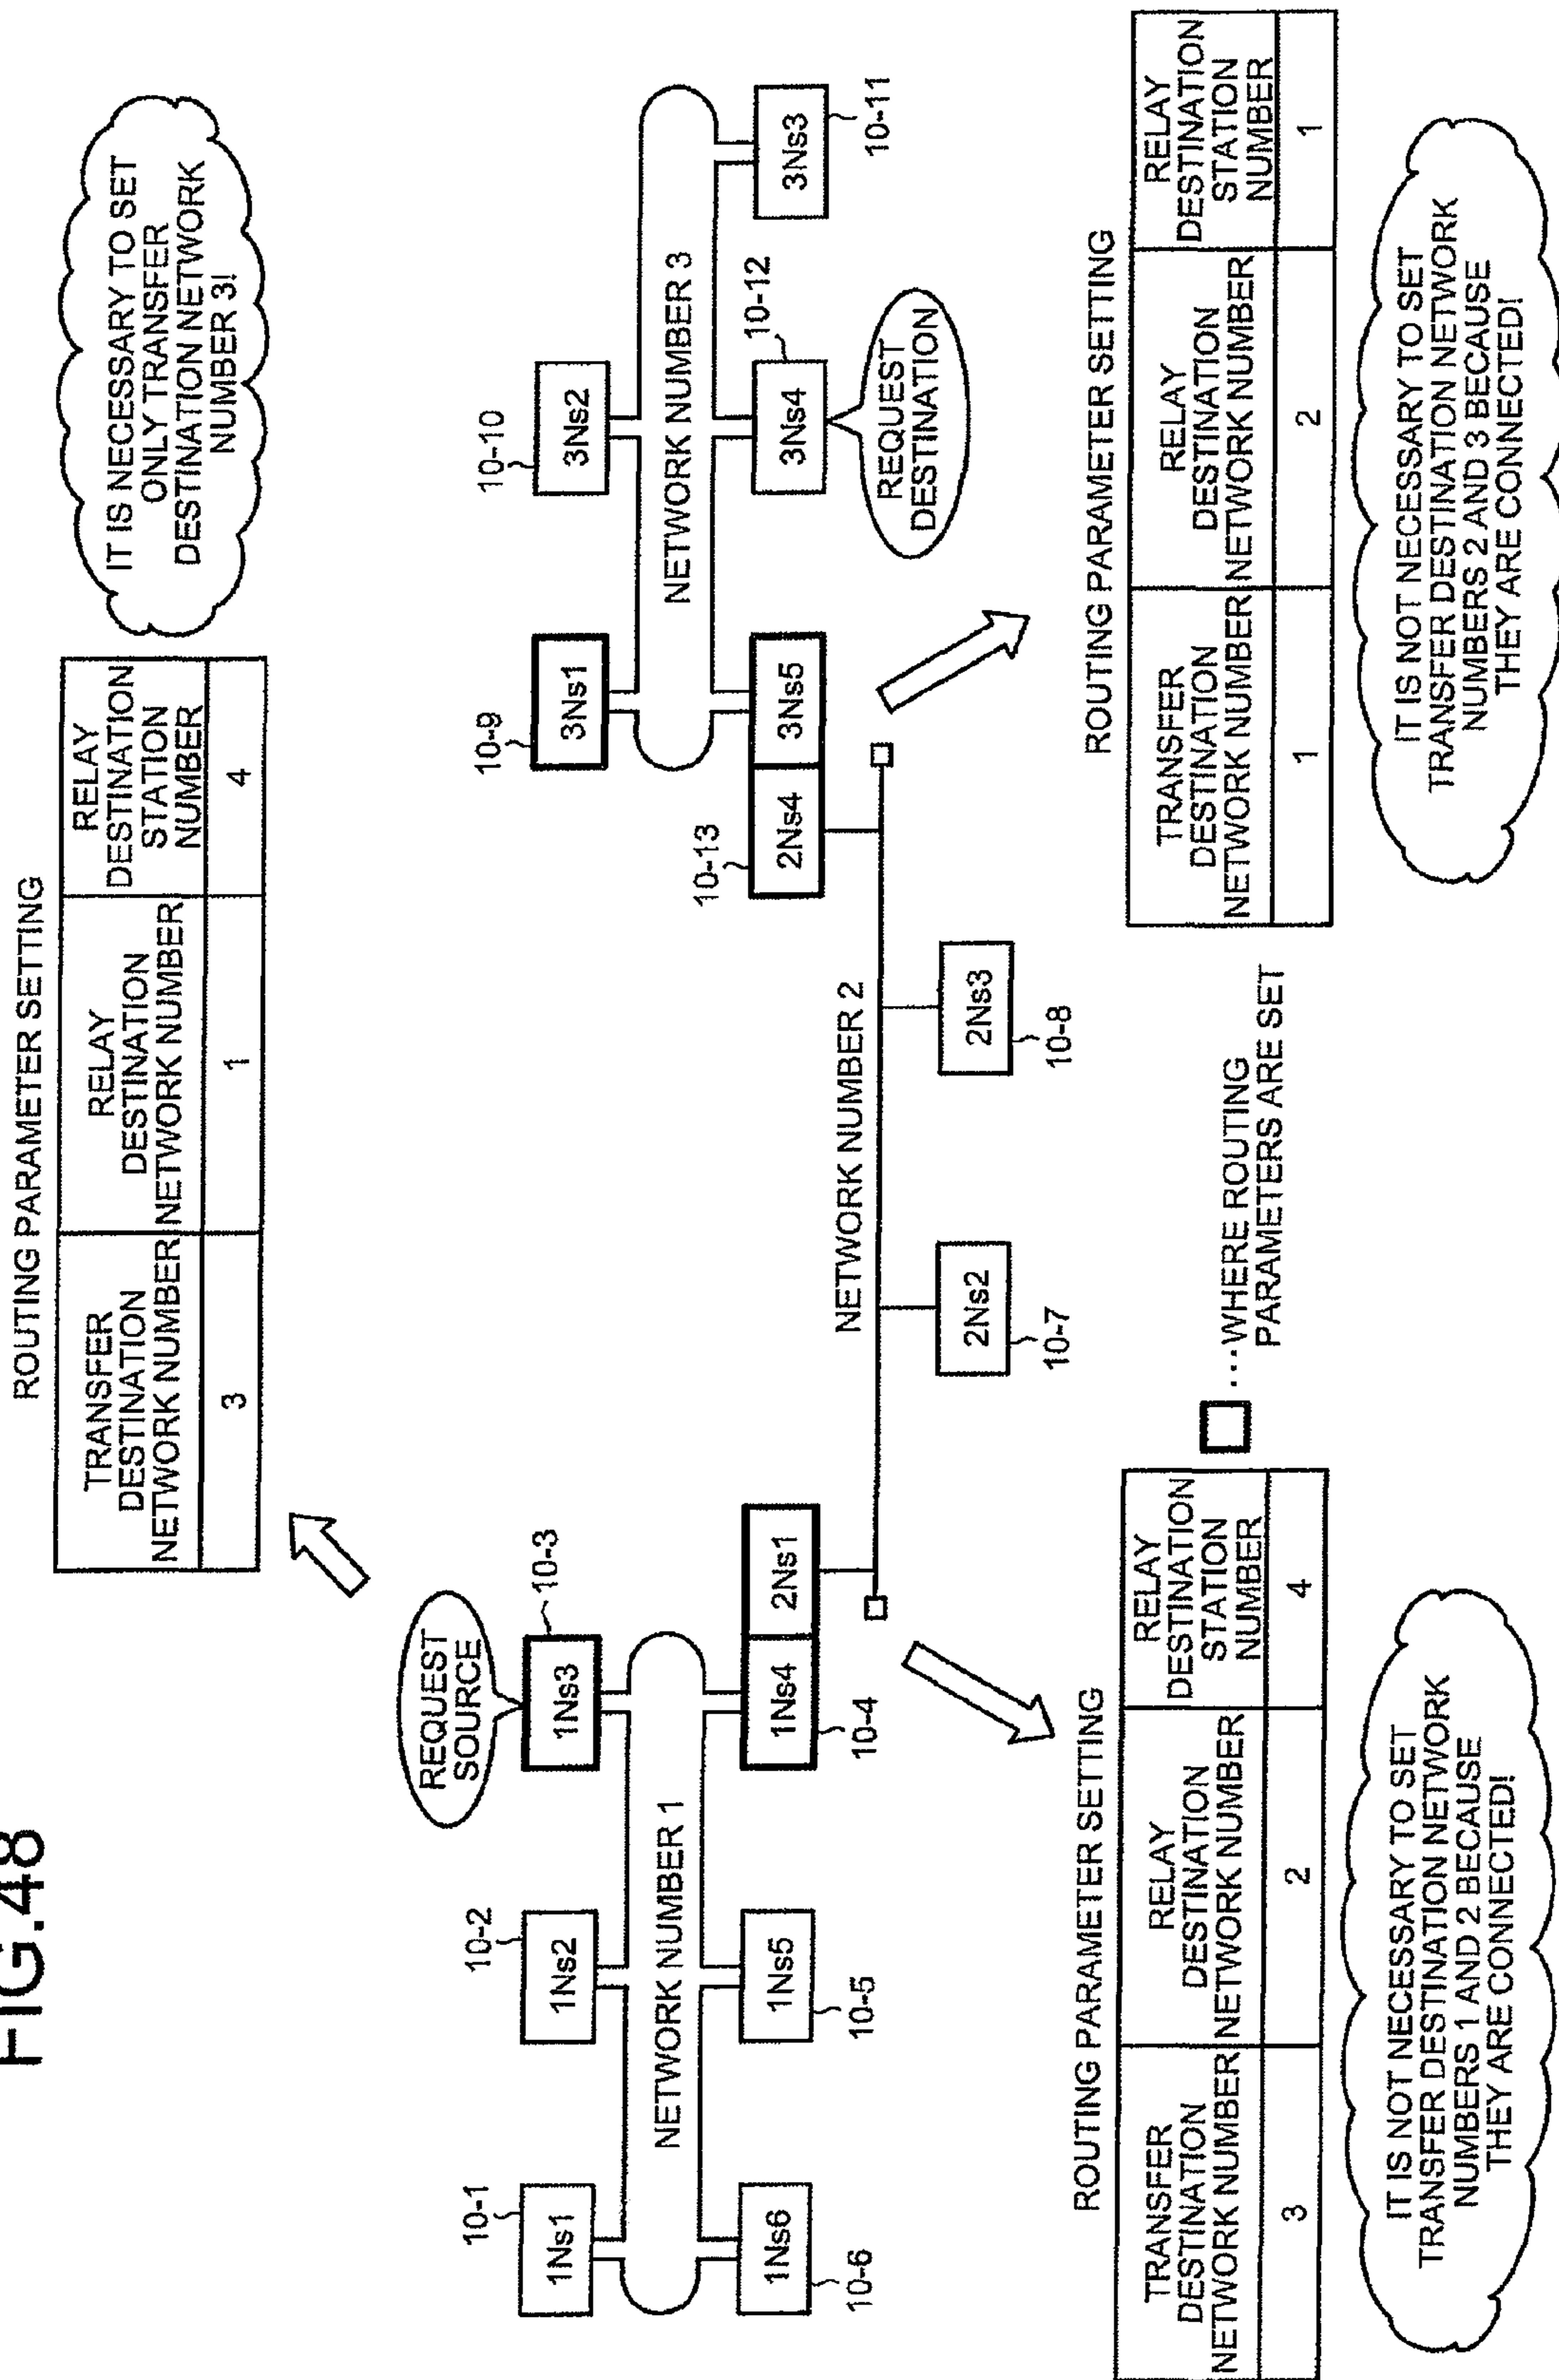 FIG.48
ROUTING PARAMETER SETTING
TRANSFER
DESTINATION
NETWORK NUMBER
RELAY
DESTINATION
NETWORK NUMBER
RELAY
DESTINATION
STATION
NUMBER
3
1
4
IT IS NECESSARY TO SET
ONLY TRANSFER
DESTINATION NETWORK
NUMBER 3!
REQUEST
SOURCE
10-1
10-2
10-3
1Ns1
1Ns2
1Ns3
NETWORK NUMBER 1
1Ns6
1Ns5
1Ns4
2Ns1
10-6
10-5
10-4
10-9
10-10
3Ns1
3Ns2
NETWORK NUMBER 3
10-13
2Ns4
3Ns5
3Ns4
10-12
3Ns3
10-11
REQUEST
DESTINATION
NETWORK NUMBER 2
2Ns2
2Ns3
10-7
10-8
ROUTING PARAMETER SETTING
TRANSFER
DESTINATION
NETWORK NUMBER
RELAY
DESTINATION
NETWORK NUMBER
RELAY
DESTINATION
STATION
NUMBER
3
2
4
IT IS NOT NECESSARY TO SET
TRANSFER DESTINATION NETWORK
NUMBERS 1 AND 2 BECAUSE
THEY ARE CONNECTED!
...WHERE ROUTING
PARAMETERS ARE SET
ROUTING PARAMETER SETTING
TRANSFER
DESTINATION
NETWORK NUMBER
RELAY
DESTINATION
NETWORK NUMBER
RELAY
DESTINATION
STATION
NUMBER
1
2
1
IT IS NOT NECESSARY TO SET
TRANSFER DESTINATION NETWORK
NUMBERS 2 AND 3 BECAUSE
THEY ARE CONNECTED!